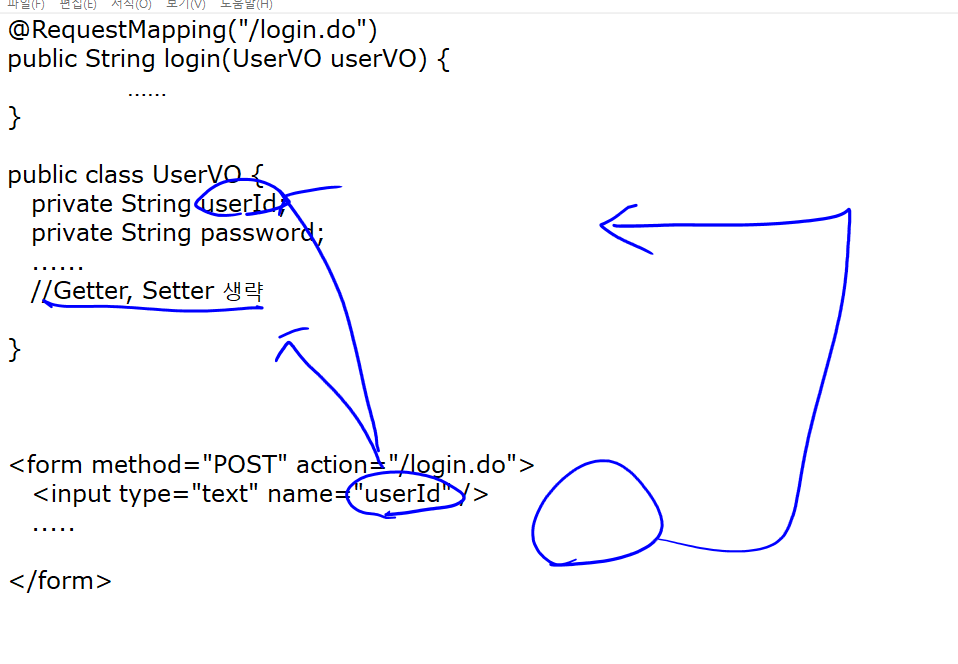 파일(F) 편집(E) 서식(O) 보기(V) 도움말(H)
@RequestMapping("/login.do")
public String login(UserVO userVO) {
......
}
public class UserVO {
private String userId;
private String password;
......
//Getter, Setter 생략
}
<form method="POST" action="/login.do">
<input type="text" name="userId" />
.....
</form>